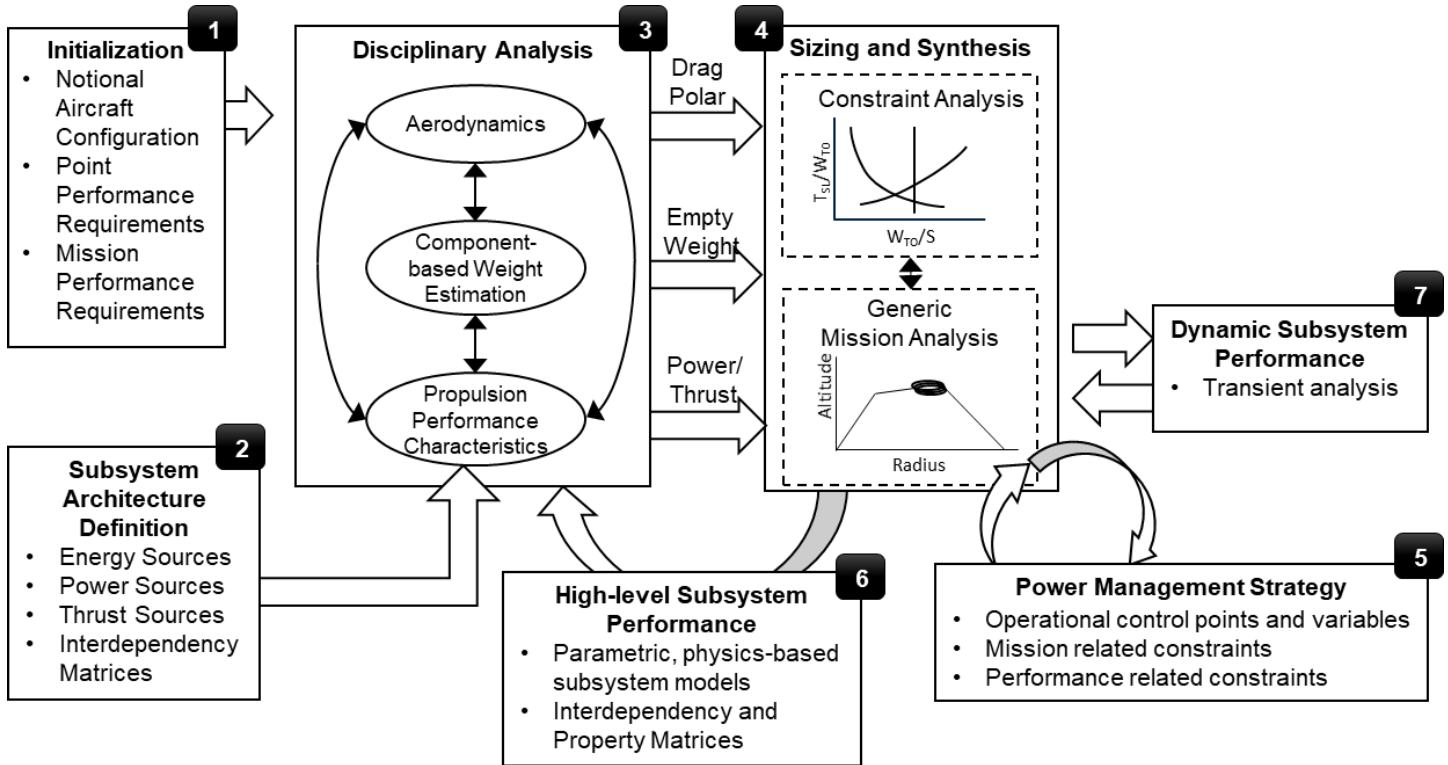 1
Initialization
• Notional
Aircraft
Configuration
• Point
Performance
Requirements
• Mission
Performance
Requirements
2
Subsystem
Architecture
Definition
• Energy Sources
• Power Sources
• Thrust Sources
• Interdependency
Matrices
3
Disciplinary Analysis
Aerodynamics
Component-
based Weight
Estimation
Propulsion
Performance
Characteristics
Drag
Polar
Empty
Weight
Power/
Thrust
4
Sizing and Synthesis
Constraint Analysis
T_SL/W_TO
W_TO/S
Generic
Mission Analysis
Altitude
Radius
5
Power Management Strategy
• Operational control points and variables
• Mission related constraints
• Performance related constraints
6
High-level Subsystem
Performance
• Parametric, physics-based
subsystem models
• Interdependency and
Property Matrices
7
Dynamic Subsystem
Performance
• Transient analysis